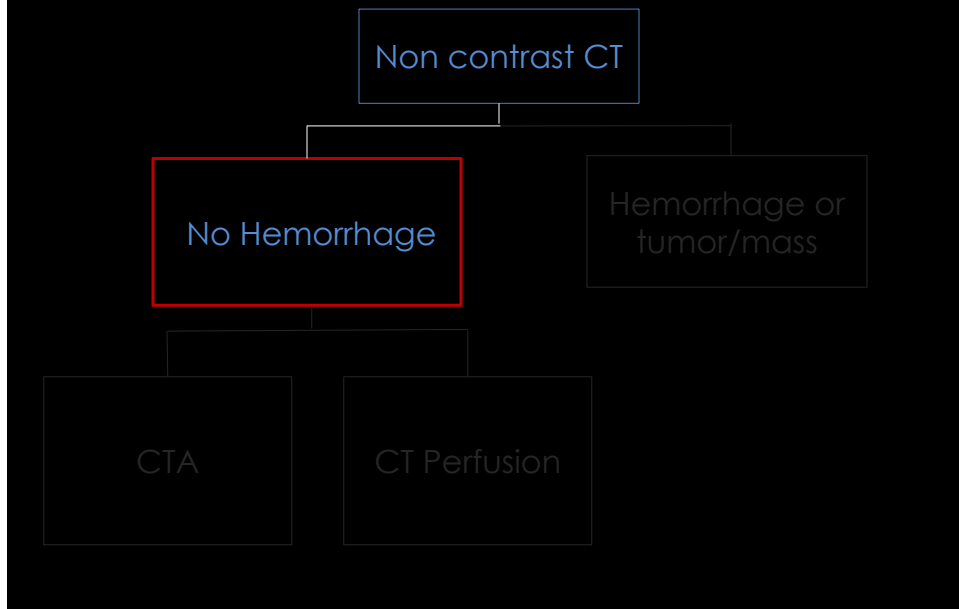 Non contrast CT
No Hemorrhage
Hemorrhage or
tumor/mass
CTA
CT Perfusion